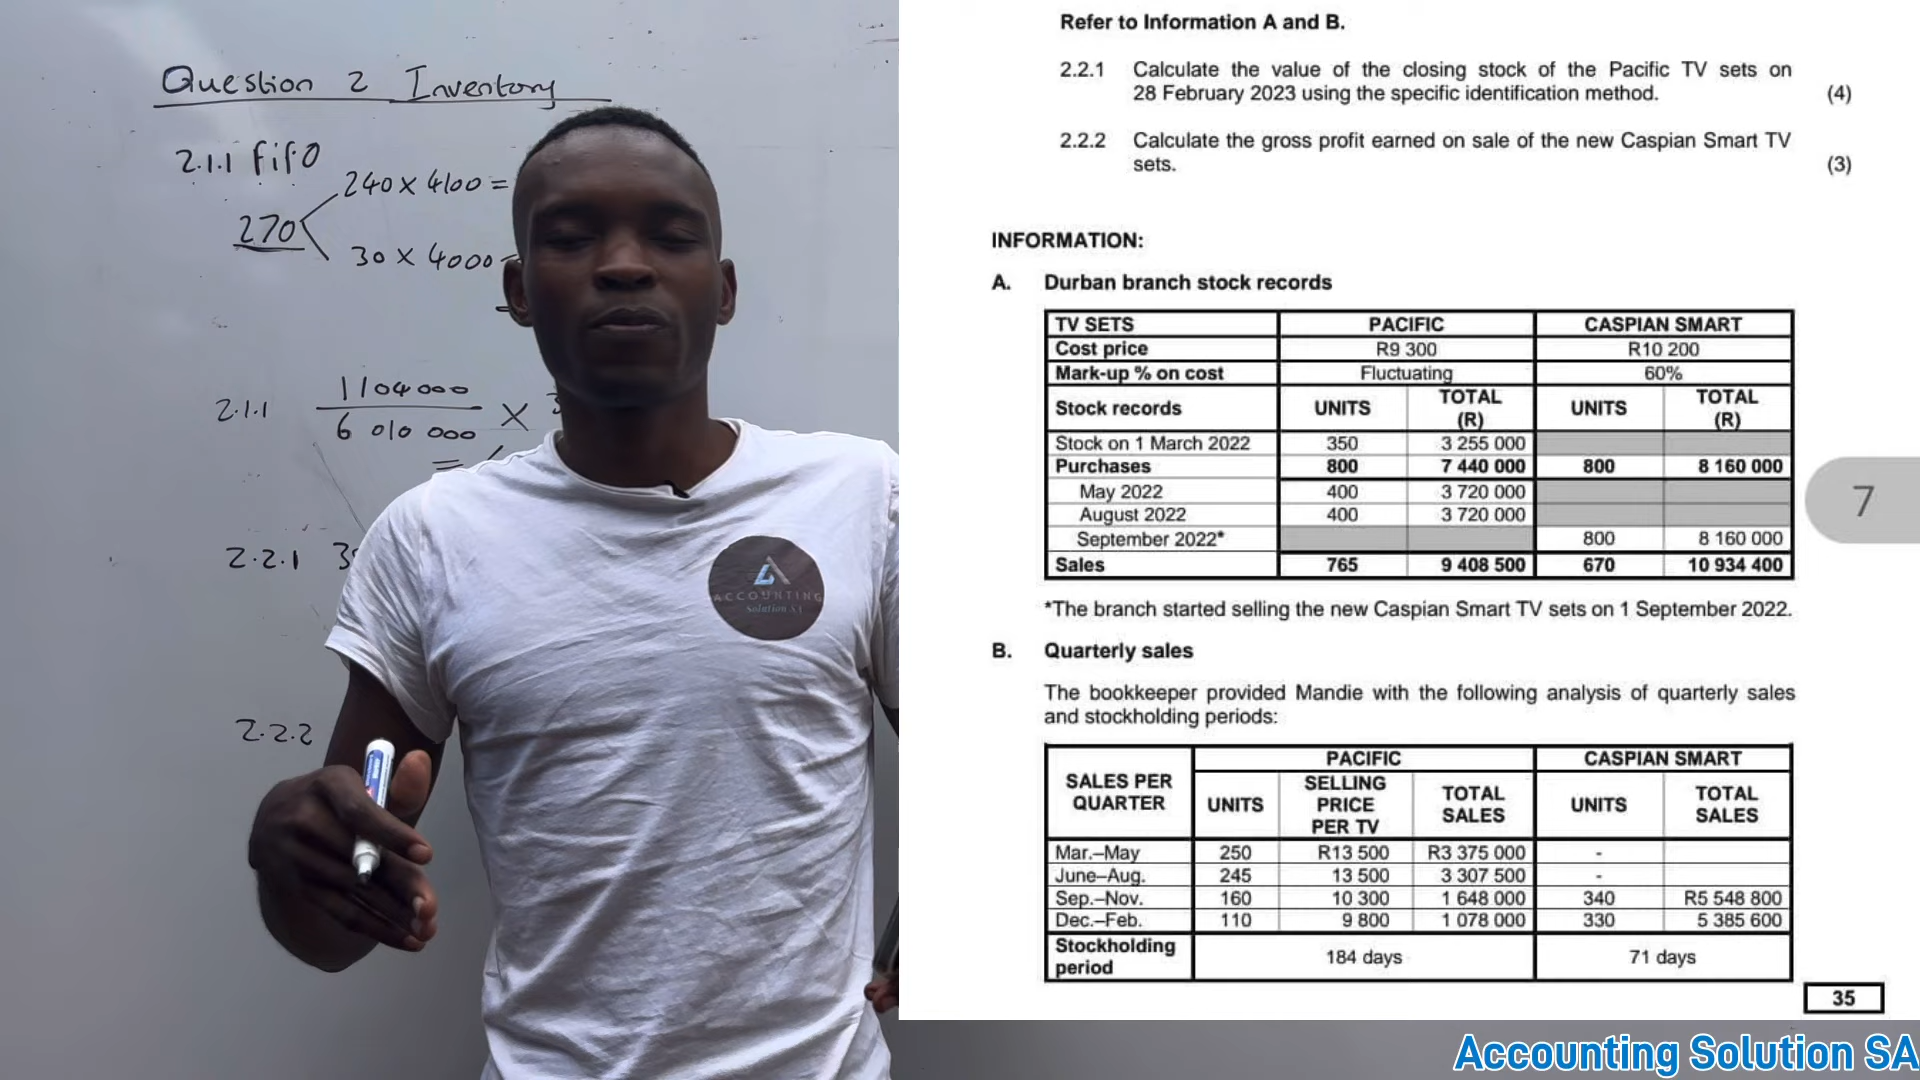 Question 2 Inventory
2.1.1 fifo
240 x 4100 =
270
30 x 4000 =
2.1.1 1104 000
6 010 000 x 3
=
2.2.1 3
2.2.2
ACCOUNTING
Solution SA
Refer to Information A and B.
2.2.1 Calculate the value of the closing stock of the Pacific TV sets on
28 February 2023 using the specific identification method. (4)
2.2.2 Calculate the gross profit earned on sale of the new Caspian Smart TV
sets. (3)
INFORMATION:
A. Durban branch stock records
TV SETS PACIFIC CASPIAN SMART
Cost price R9 300 R10 200
Mark-up % on cost Fluctuating 60%
Stock records UNITS TOTAL (R) UNITS TOTAL (R)
Stock on 1 March 2022 350 3 255 000
Purchases 800 7 440 000 800 8 160 000
May 2022 400 3 720 000
August 2022 400 3 720 000
September 2022* 800 8 160 000
Sales 765 9 408 500 670 10 934 400
*The branch started selling the new Caspian Smart TV sets on 1 September 2022.
7
B. Quarterly sales
The bookkeeper provided Mandie with the following analysis of quarterly sales
and stockholding periods:
SALES PER QUARTER PACIFIC CASPIAN SMART
UNITS SELLING PRICE PER TV TOTAL SALES UNITS TOTAL SALES
Mar.–May 250 R13 500 R3 375 000 -
June–Aug. 245 13 500 3 307 500 -
Sep.–Nov. 160 10 300 1 648 000 340 R5 548 800
Dec.–Feb. 110 9 800 1 078 000 330 5 385 600
Stockholding period 184 days 71 days
35
Accounting Solution SA